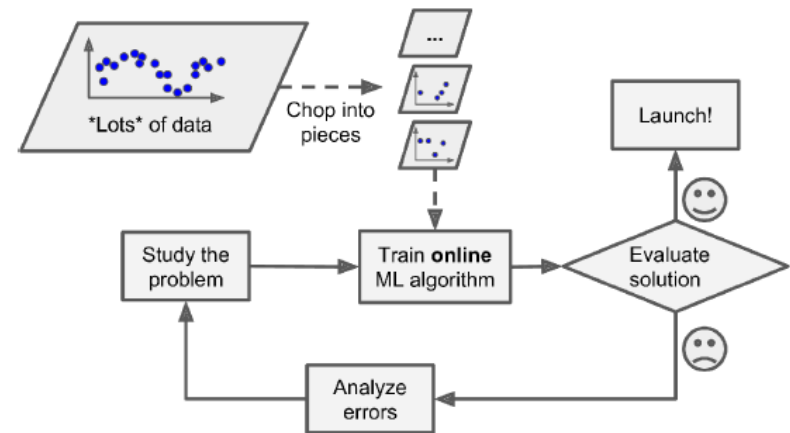 *Lots* of data
Chop into
pieces
...
Launch!
Study the
problem
Train online
ML algorithm
Evaluate
solution
Analyze
errors